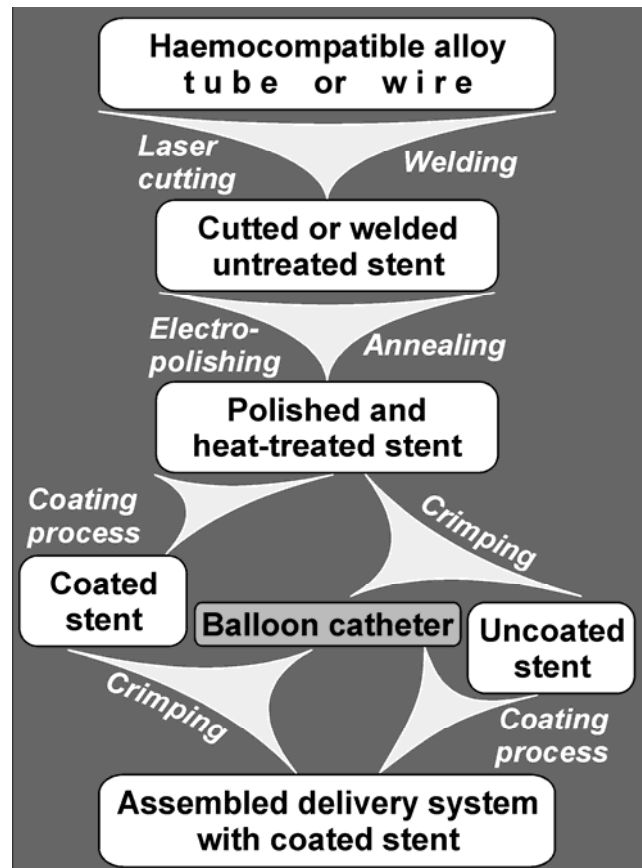 Haemocompatible alloy
tube or wire
Laser
cutting
Welding
Cutted or welded
untreated stent
Electro-
polishing
Annealing
Polished and
heat-treated stent
Coating
process
Crimping
Coated
stent
Balloon catheter
Uncoated
stent
Crimping
Coating
process
Assembled delivery system
with coated stent